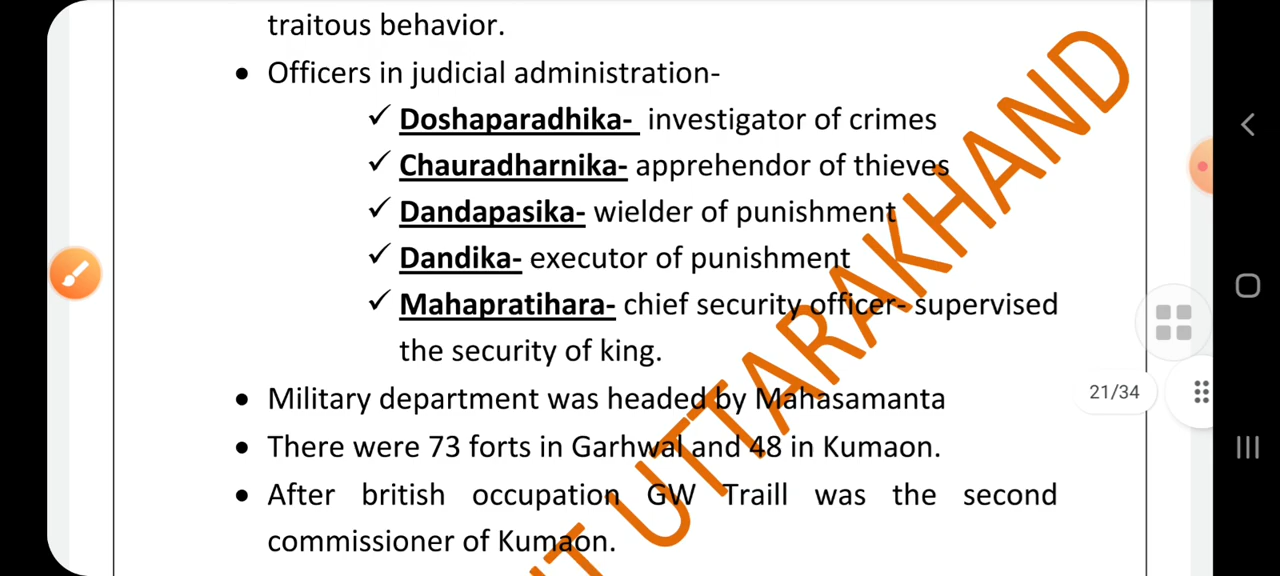 traitous behavior.
• Officers in judicial administration-
✓ Doshaparadhika- investigator of crimes
✓ Chauradharnika- apprehendor of thieves
✓ Dandapasika- wielder of punishment
✓ Dandika- executor of punishment
✓ Mahapratihara- chief security officer- supervised
the security of king.
• Military department was headed by Mahasamanta
21/34
• There were 73 forts in Garhwal and 48 in Kumaon.
• After british occupation GW Traill was the second
commissioner of Kumaon.
UTTARAKHAND